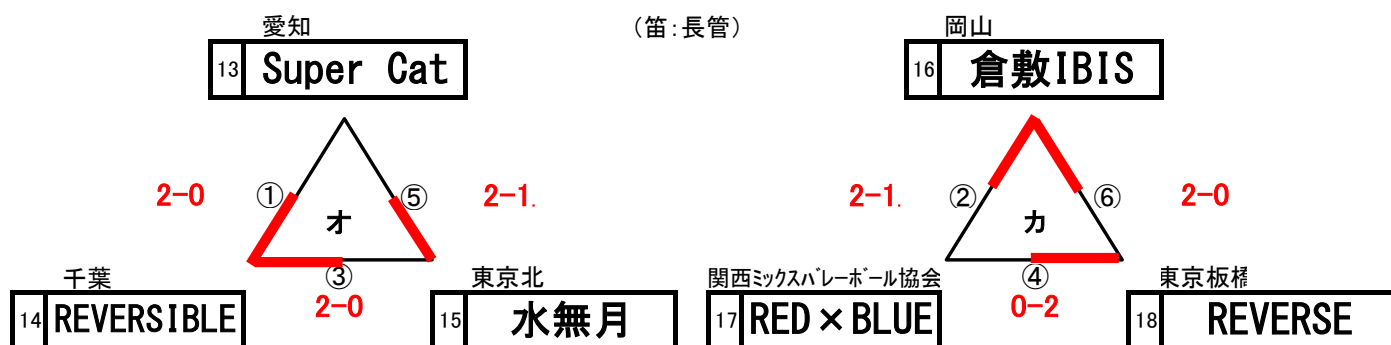 愛知
(笛:長管)
岡山
13 Super Cat
16 倉敷IBIS
2-0 ① ⑤ 2-1.
2-1. ② ⑥ 2-0
オ
カ
千葉
③
東京北
関西ミックスバレーボール協会
④
東京板橋
2-0
0-2
14 REVERSIBLE
15 水無月
17 RED×BLUE
18 REVERSE